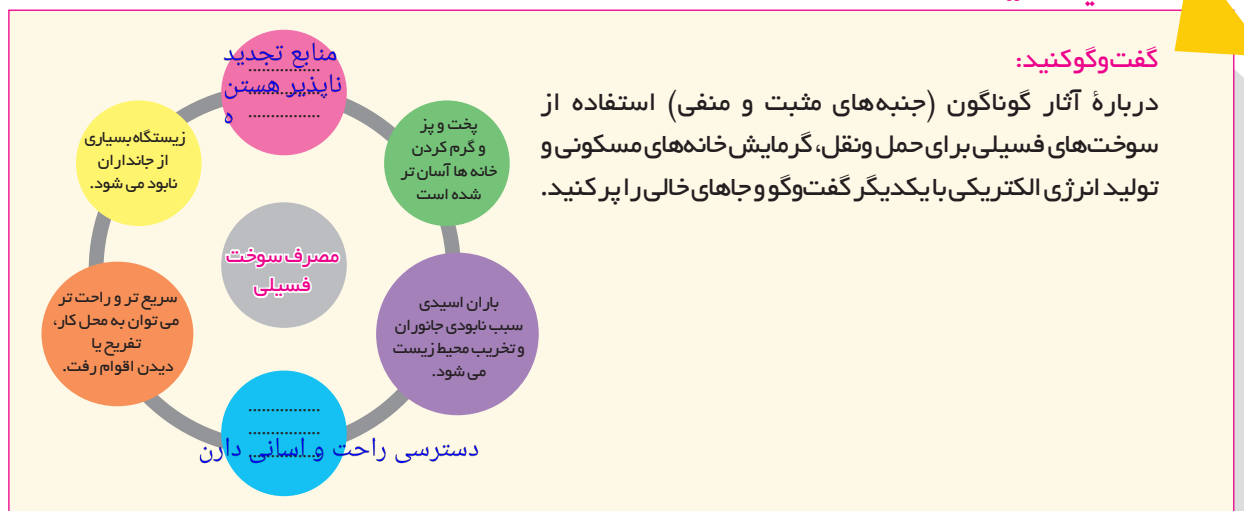 گفت‌وگو کنید:
دربارهٔ آثار گوناگون (جنبه‌های مثبت و منفی) استفاده از
سوخت‌های فسیلی برای حمل و نقل، گرمایش خانه‌های مسکونی و
تولید انرژی الکتریکی با یکدیگر گفت‌وگو و جاهای خالی را پر کنید.
منابع تجدید
ناپذیر هستن
ه
................
................
................
پخت و پز
و گرم کردن
خانه ها آسان تر
شده است
زیستگاه بسیاری
از جانداران
نابود می شود.
مصرف سوخت
فسیلی
باران اسیدی
سبب نابودی جانوران
و تخریب محیط زیست
می شود.
سریع تر و راحت تر
می توان به محل کار،
تفریح یا
دیدن اقوام رفت.
................
................
................
دسترسی راحت و اسانی دارن